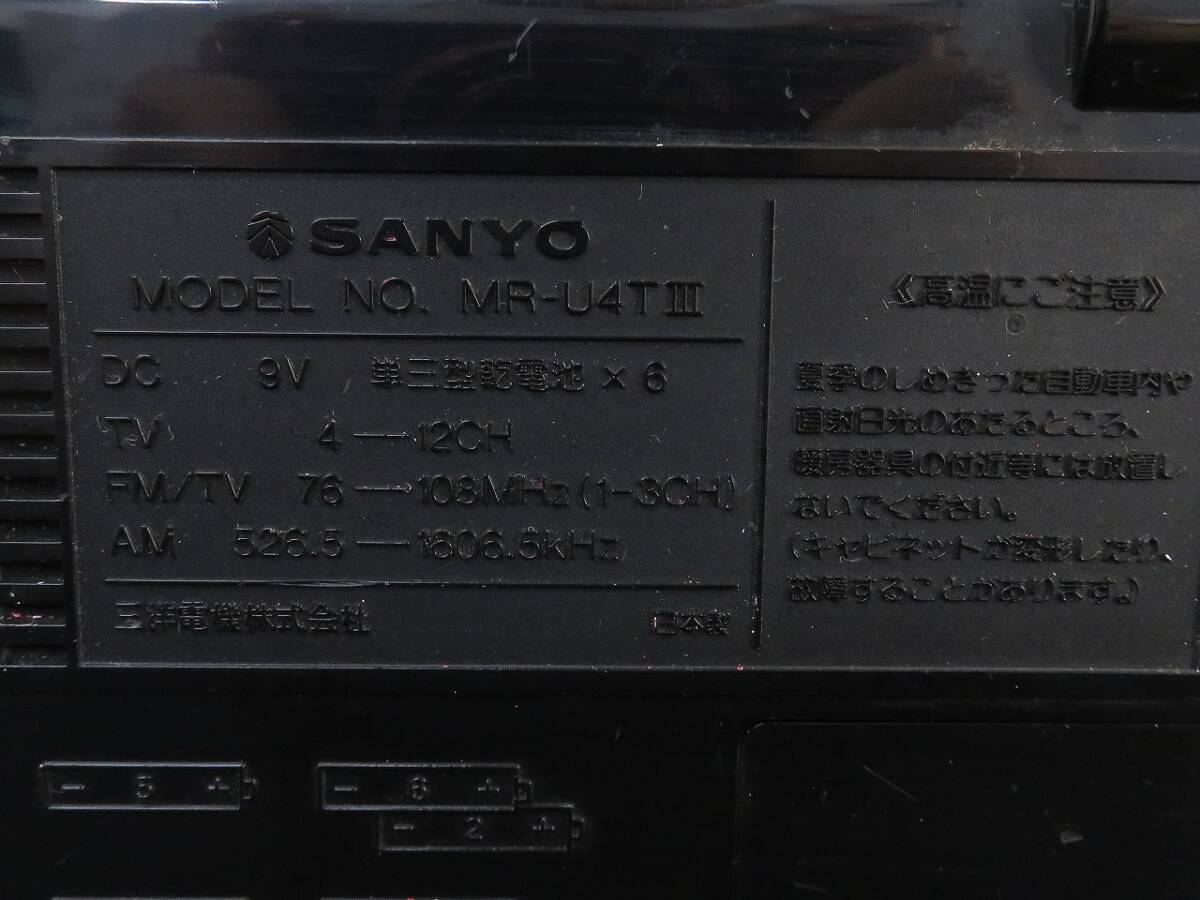 SANYO
MODEL NO. MR-U4TIII
DC 9V 単三型乾電池×6
TV 4—12CH
FM/TV 76—108MHz(1-3CH)
AM 526.5—1606.5kHz
三洋電機株式会社 日本製
《高温にご注意》
夏季のしめきった自動車内や
直射日光のあたるところ、
暖房器具の付近等には放置し
ないでください。
(キャビネットが変形したり、
故障することがあります。)
- 5 +
- 6 +
- 2 +